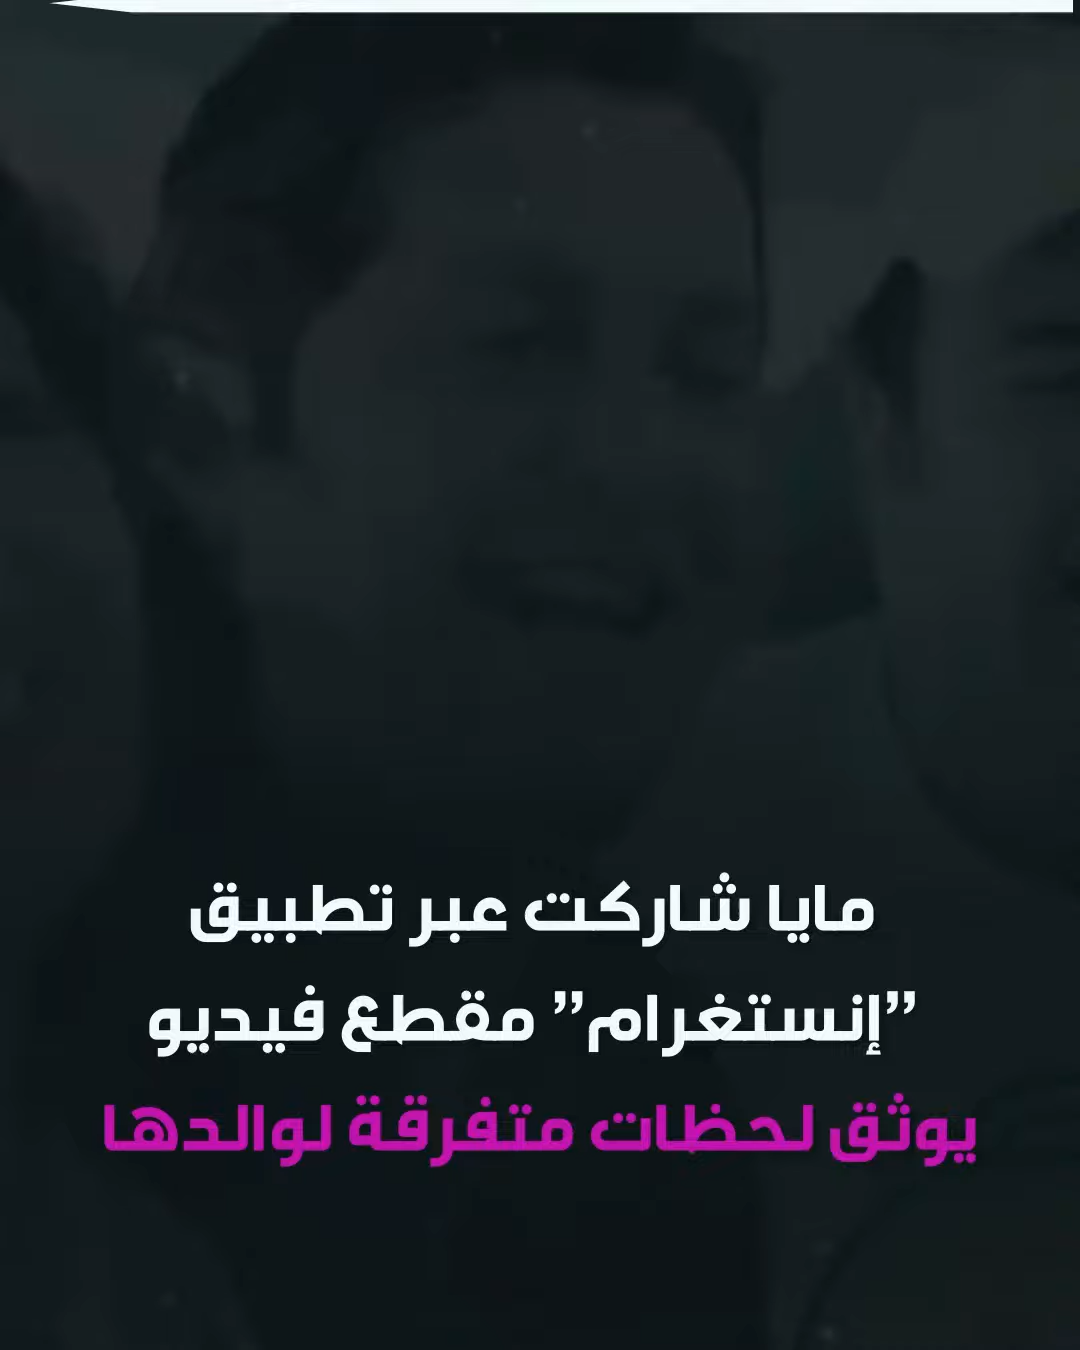 مايا شاركت عبر تطبيق
”إنستغرام” مقطع فيديو
يوثق لحظات متفرقة لوالدها